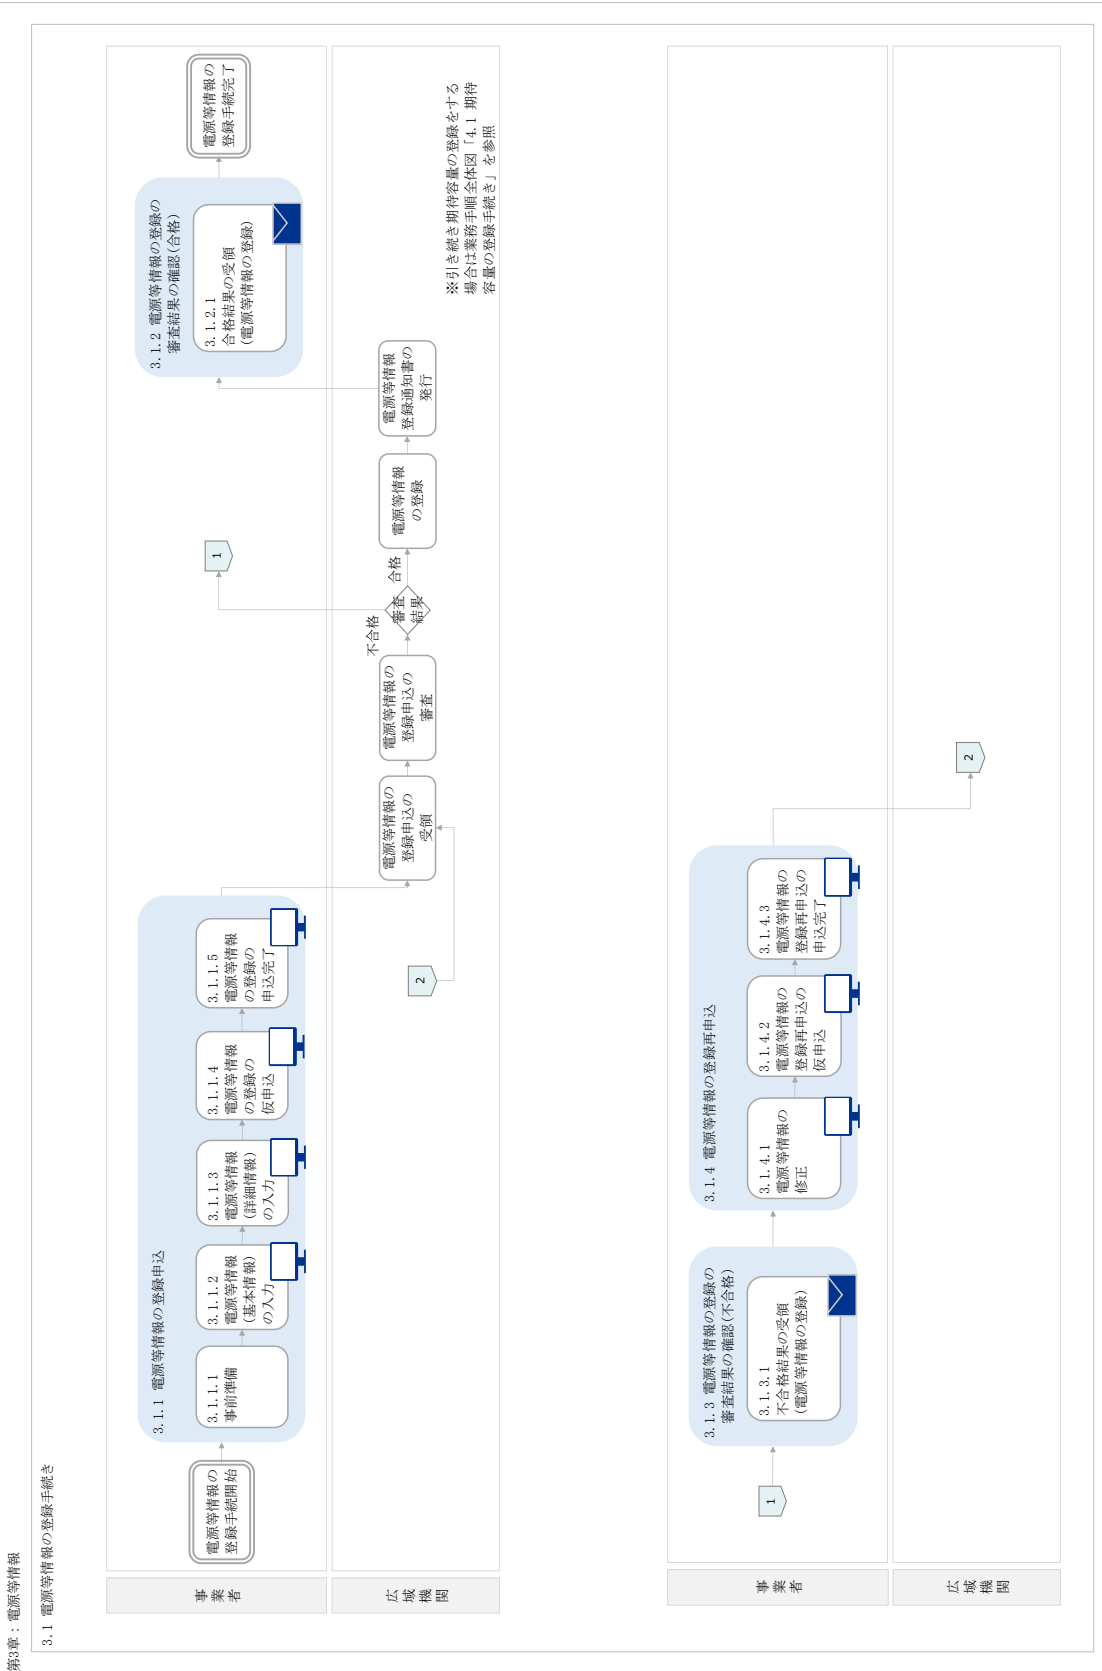 第3章：電源等情報
3.1 電源等情報の登録手続き
事業者
広域機関
電源等情報の
登録手続開始
3.1.1 電源等情報の登録申込
3.1.1.1
事前準備
3.1.1.2
電源等情報
(基本情報)
の入力
3.1.1.3
電源等情報
(詳細情報)
の入力
3.1.1.4
電源等情報
の登録の
仮申込
3.1.1.5
電源等情報
の登録の
申込完了
2
電源等情報の
登録申込の
受領
電源等情報の
登録申込の
審査
審査
結果
不合格
合格
1
電源等情報
の登録
電源等情報
登録通知書の
発行
3.1.2 電源等情報の登録の
審査結果の確認(合格)
3.1.2.1
合格結果の受領
(電源等情報の登録)
電源等情報の
登録手続完了
※引き続き期待容量の登録をする
場合は業務手順全体図「4.1 期待
容量の登録手続き」を参照
事業者
広域機関
1
3.1.3 電源等情報の登録の
審査結果の確認(不合格)
3.1.3.1
不合格結果の受領
(電源等情報の登録)
3.1.4 電源等情報の登録再申込
3.1.4.1
電源等情報の
修正
3.1.4.2
電源等情報の
登録再申込の
仮申込
3.1.4.3
電源等情報の
登録再申込の
申込完了
2